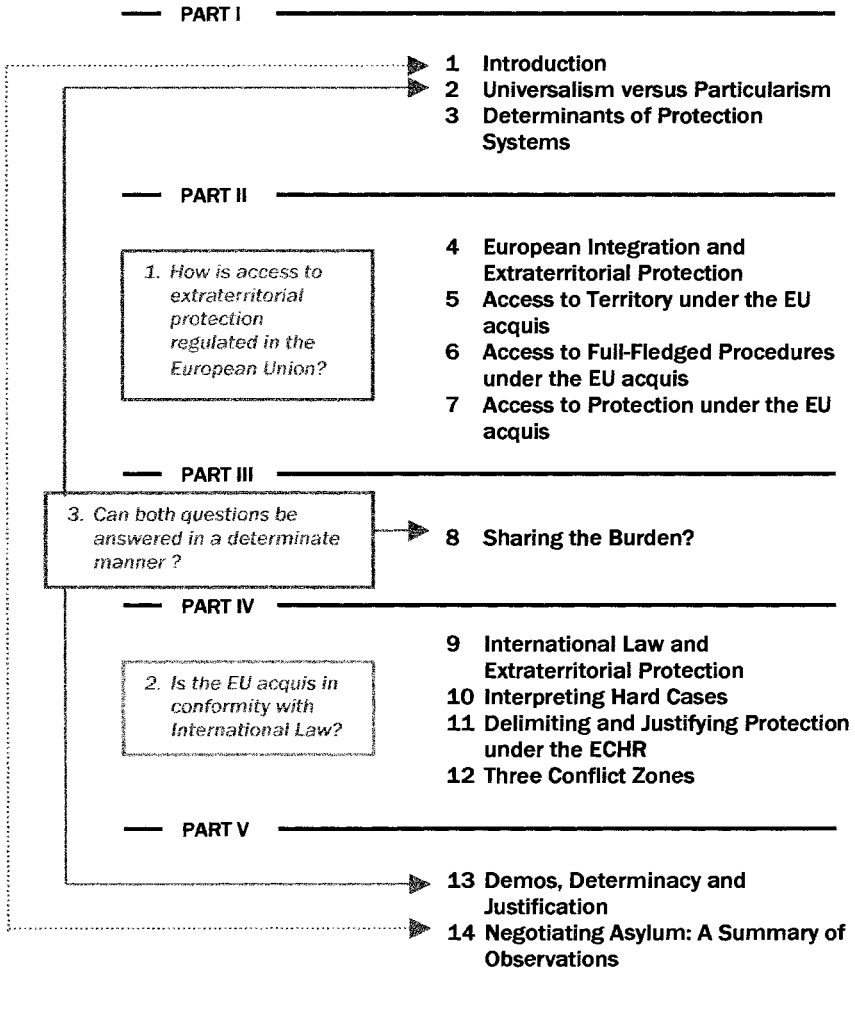 PART I
1 Introduction
2 Universalism versus Particularism
3 Determinants of Protection
Systems
PART II
1. How is access to
extraterritorial
protection
regulated in the
European Union?
4 European Integration and
Extraterritorial Protection
5 Access to Territory under the EU
acquis
6 Access to Full-Fledged Procedures
under the EU acquis
7 Access to Protection under the EU
acquis
PART III
3. Can both questions be
answered in a determinate
manner ?
8 Sharing the Burden?
PART IV
2. Is the EU acquis in
conformity with
International Law?
9 International Law and
Extraterritorial Protection
10 Interpreting Hard Cases
11 Delimiting and Justifying Protection
under the ECHR
12 Three Conflict Zones
PART V
13 Demos, Determinacy and
Justification
14 Negotiating Asylum: A Summary of
Observations